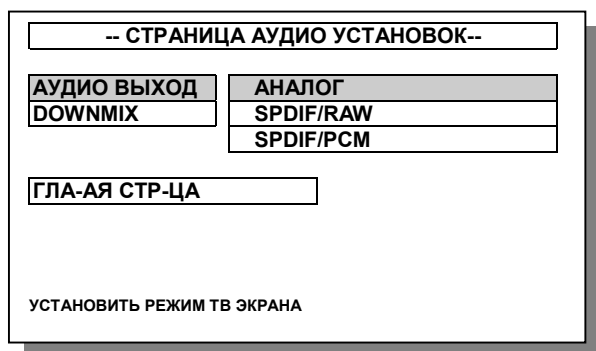 -- СТРАНИЦА АУДИО УСТАНОВОК--
АУДИО ВЫХОД АНАЛОГ
DOWNMIX SPDIF/RAW
SPDIF/PCM
ГЛА-АЯ СТР-ЦА
УСТАНОВИТЬ РЕЖИМ ТВ ЭКРАНА